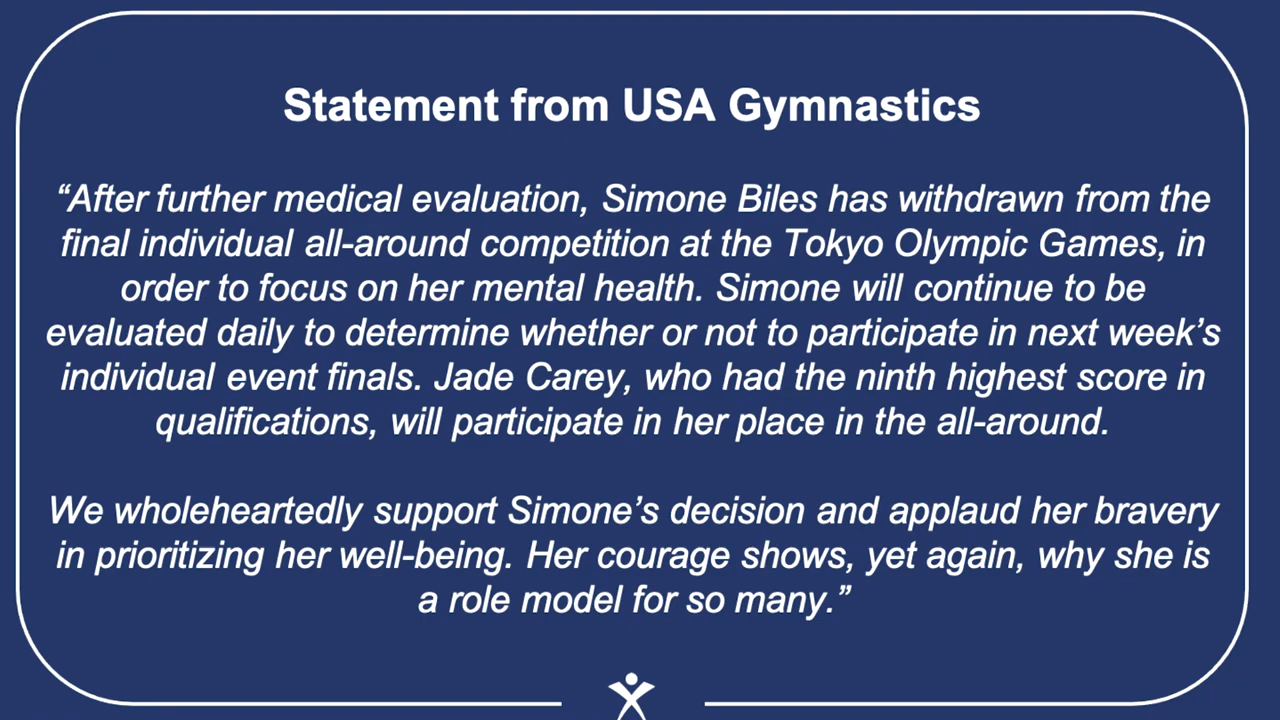 Statement from USA Gymnastics
“After further medical evaluation, Simone Biles has withdrawn from the
final individual all-around competition at the Tokyo Olympic Games, in
order to focus on her mental health. Simone will continue to be
evaluated daily to determine whether or not to participate in next week’s
individual event finals. Jade Carey, who had the ninth highest score in
qualifications, will participate in her place in the all-around.
We wholeheartedly support Simone’s decision and applaud her bravery
in prioritizing her well-being. Her courage shows, yet again, why she is
a role model for so many.”